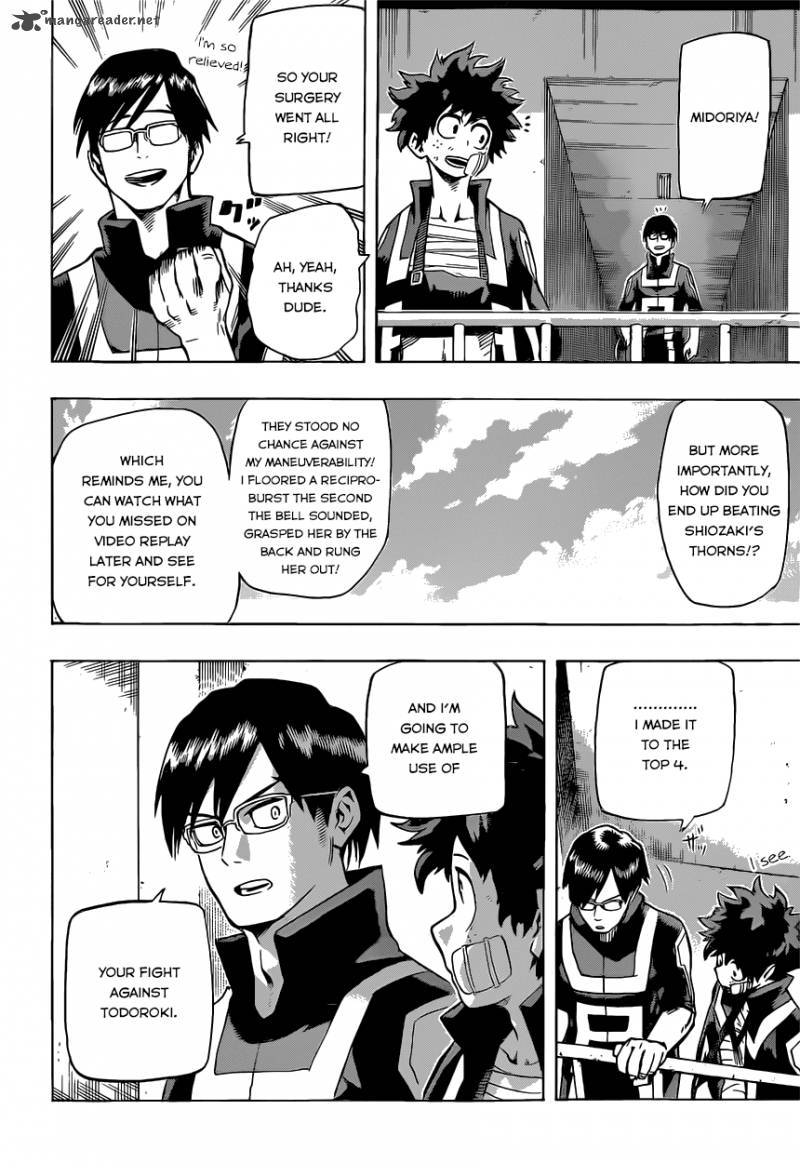 mangareader.net
MIDORIYA!
SO YOUR
SURGERY
WENT ALL
RIGHT!
I'm so
relieved!
AH, YEAH,
THANKS
DUDE.
グッ
BUT MORE
IMPORTANTLY,
HOW DID YOU
END UP BEATING
SHIOZAKI'S
THORNS!?
THEY STOOD NO
CHANCE AGAINST
MY MANEUVERABILITY!
I FLOORED A RECIPRO-
BURST THE SECOND
THE BELL SOUNDED,
GRASPED HER BY THE
BACK AND RUNG
HER OUT!
WHICH
REMINDS ME, YOU
CAN WATCH WHAT
YOU MISSED ON
VIDEO REPLAY
LATER AND SEE
FOR YOURSELF.
.............
I MADE IT
TO THE
TOP 4.
ザ
I see
AND I'M
GOING TO
MAKE AMPLE
USE OF
YOUR FIGHT
AGAINST
TODOROKI.